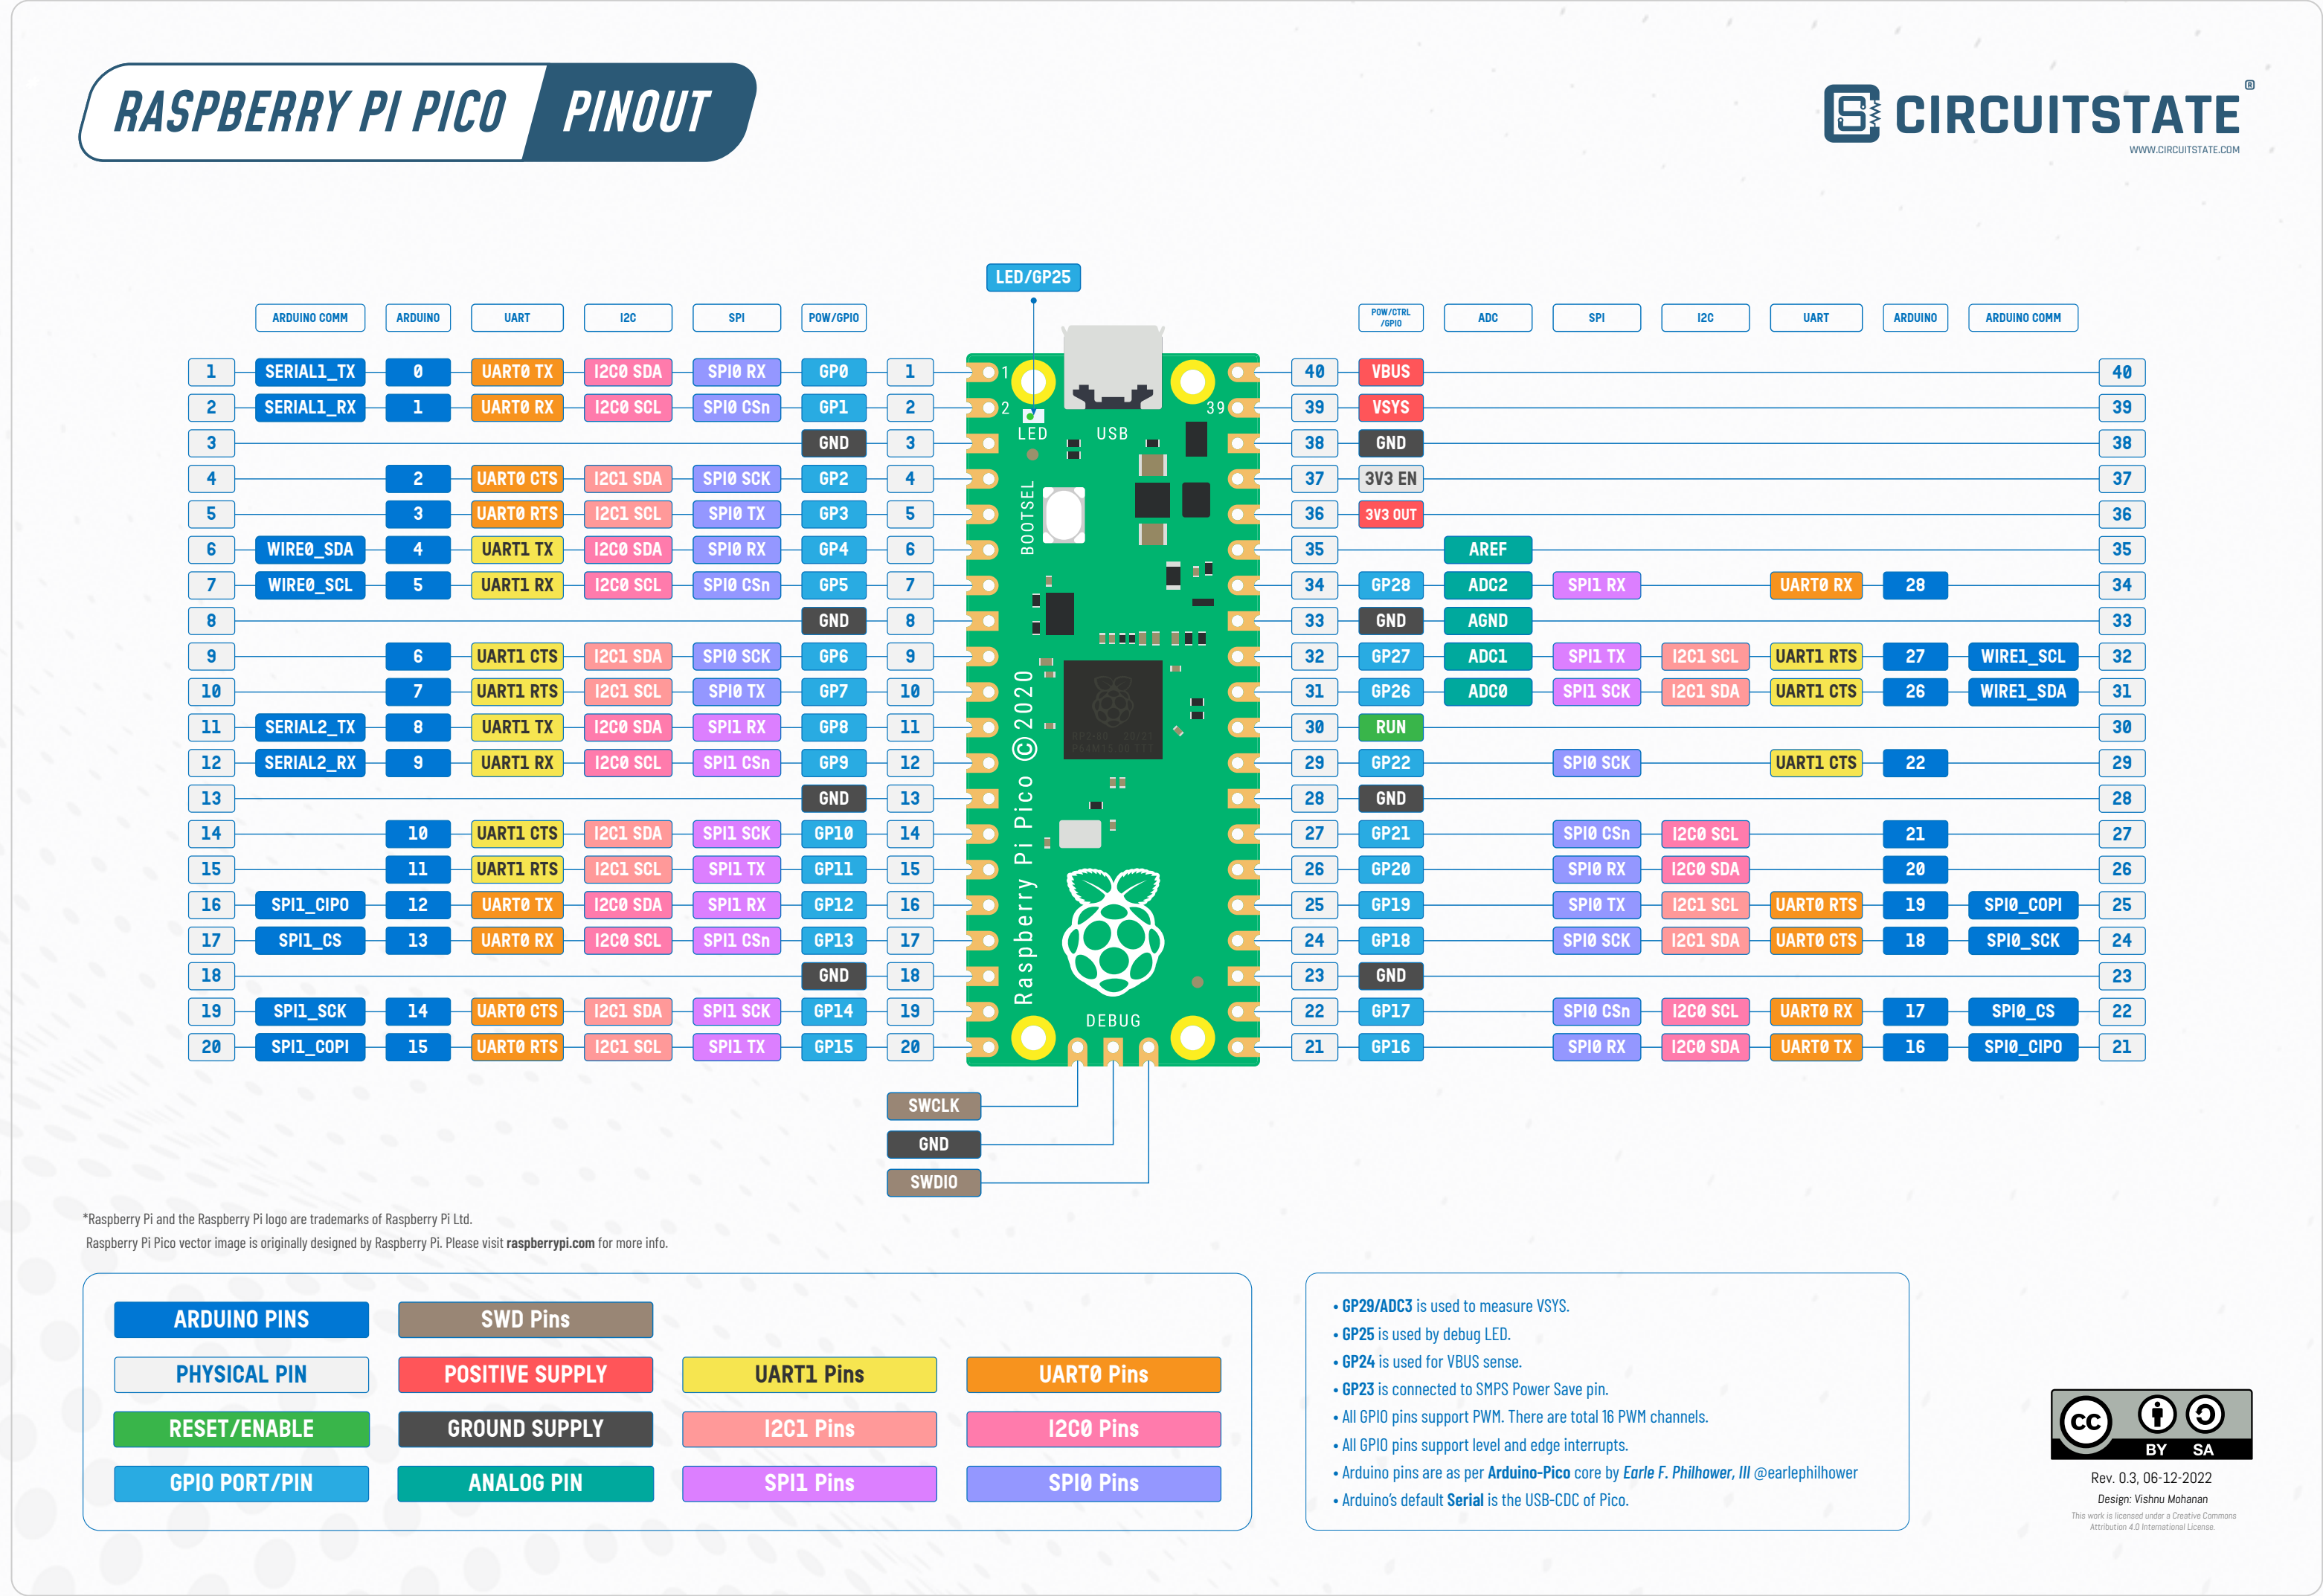 RASPBERRY PI PICO PINOUT
CIRCUITSTATE®
WWW.CIRCUITSTATE.COM
LED/GP25
ARDUINO COMM ARDUINO UART I2C SPI POW/GPIO
POW/CTRL /GPIO ADC SPI I2C UART ARDUINO ARDUINO COMM
1 SERIAL1_TX 0 UART0 TX I2C0 SDA SPI0 RX GP0 1
2 SERIAL1_RX 1 UART0 RX I2C0 SCL SPI0 CSn GP1 2
3 GND 3
4 2 UART0 CTS I2C1 SDA SPI0 SCK GP2 4
5 3 UART0 RTS I2C1 SCL SPI0 TX GP3 5
6 WIRE0_SDA 4 UART1 TX I2C0 SDA SPI0 RX GP4 6
7 WIRE0_SCL 5 UART1 RX I2C0 SCL SPI0 CSn GP5 7
8 GND 8
9 6 UART1 CTS I2C1 SDA SPI0 SCK GP6 9
10 7 UART1 RTS I2C1 SCL SPI0 TX GP7 10
11 SERIAL2_TX 8 UART1 TX I2C0 SDA SPI1 RX GP8 11
12 SERIAL2_RX 9 UART1 RX I2C0 SCL SPI1 CSn GP9 12
13 GND 13
14 10 UART1 CTS I2C1 SDA SPI1 SCK GP10 14
15 11 UART1 RTS I2C1 SCL SPI1 TX GP11 15
16 SPI1_CIPO 12 UART0 TX I2C0 SDA SPI1 RX GP12 16
17 SPI1_CS 13 UART0 RX I2C0 SCL SPI1 CSn GP13 17
18 GND 18
19 SPI1_SCK 14 UART0 CTS I2C1 SDA SPI1 SCK GP14 19
20 SPI1_COPI 15 UART0 RTS I2C1 SCL SPI1 TX GP15 20
1
2
39
LED
USB
BOOTSEL
Raspberry Pi Pico ©2020
DEBUG
40 VBUS 40
39 VSYS 39
38 GND 38
37 3V3 EN 37
36 3V3 OUT 36
35 AREF 35
34 GP28 ADC2 SPI1 RX UART0 RX 28 34
33 GND AGND 33
32 GP27 ADC1 SPI1 TX I2C1 SCL UART1 RTS 27 WIRE1_SCL 32
31 GP26 ADC0 SPI1 SCK I2C1 SDA UART1 CTS 26 WIRE1_SDA 31
30 RUN 30
29 GP22 SPI0 SCK UART1 CTS 22 29
28 GND 28
27 GP21 SPI0 CSn I2C0 SCL 21 27
26 GP20 SPI0 RX I2C0 SDA 20 26
25 GP19 SPI0 TX I2C1 SCL UART0 RTS 19 SPI0_COPI 25
24 GP18 SPI0 SCK I2C1 SDA UART0 CTS 18 SPI0_SCK 24
23 GND 23
22 GP17 SPI0 CSn I2C0 SCL UART0 RX 17 SPI0_CS 22
21 GP16 SPI0 RX I2C0 SDA UART0 TX 16 SPI0_CIPO 21
SWCLK
GND
SWDIO
*Raspberry Pi and the Raspberry Pi logo are trademarks of Raspberry Pi Ltd.
Raspberry Pi Pico vector image is originally designed by Raspberry Pi. Please visit raspberrypi.com for more info.
ARDUINO PINS SWD Pins
PHYSICAL PIN POSITIVE SUPPLY UART1 Pins UART0 Pins
RESET/ENABLE GROUND SUPPLY I2C1 Pins I2C0 Pins
GPIO PORT/PIN ANALOG PIN SPI1 Pins SPI0 Pins
• GP29/ADC3 is used to measure VSYS.
• GP25 is used by debug LED.
• GP24 is used for VBUS sense.
• GP23 is connected to SMPS Power Save pin.
• All GPIO pins support PWM. There are total 16 PWM channels.
• All GPIO pins support level and edge interrupts.
• Arduino pins are as per Arduino-Pico core by Earle F. Philhower, III @earlephilhower
• Arduino's default Serial is the USB-CDC of Pico.
CC BY SA
Rev. 0.3, 06-12-2022
Design: Vishnu Mohanan
This work is licensed under a Creative Commons
Attribution 4.0 International License.